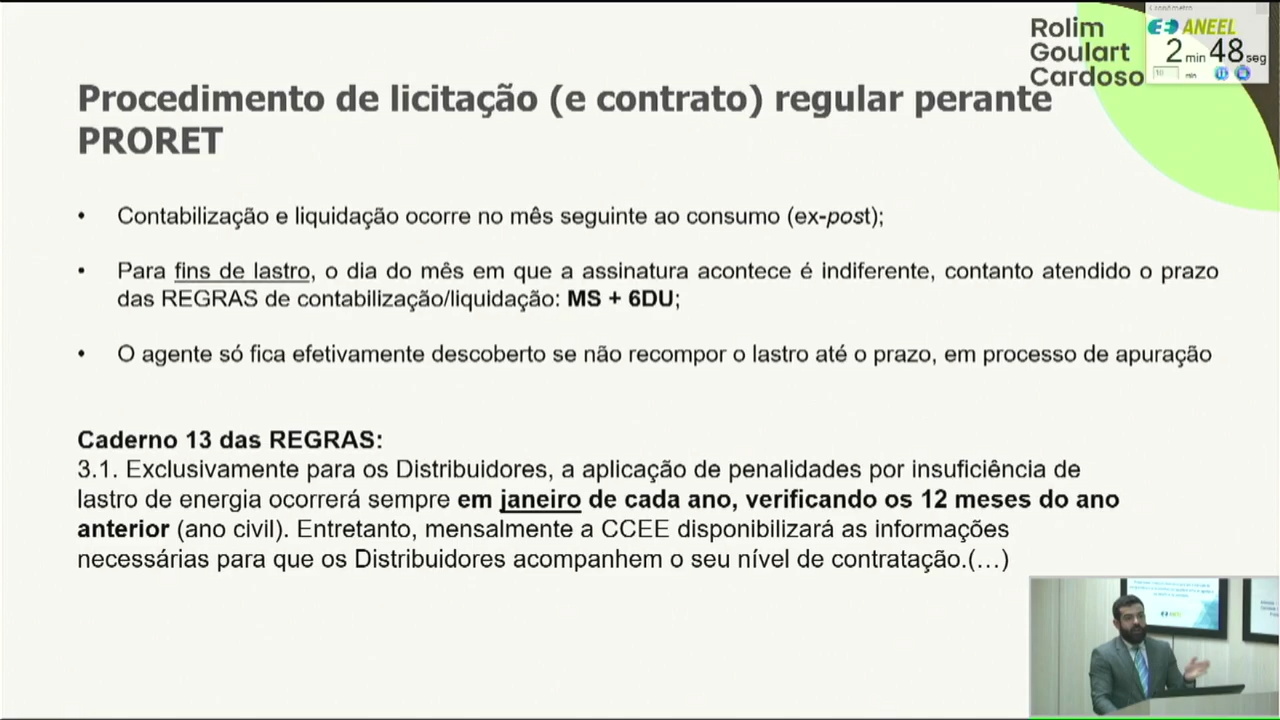 Rolim
Goulart
Cardoso
ANEEL
2 min 48 seg
10 min
Procedimento de licitação (e contrato) regular perante
PRORET
• Contabilização e liquidação ocorre no mês seguinte ao consumo (ex-post);
• Para fins de lastro, o dia do mês em que a assinatura acontece é indiferente, contanto atendido o prazo
das REGRAS de contabilização/liquidação: MS + 6DU;
• O agente só fica efetivamente descoberto se não recompor o lastro até o prazo, em processo de apuração
Caderno 13 das REGRAS:
3.1. Exclusivamente para os Distribuidores, a aplicação de penalidades por insuficiência de
lastro de energia ocorrerá sempre em janeiro de cada ano, verificando os 12 meses do ano
anterior (ano civil). Entretanto, mensalmente a CCEE disponibilizará as informações
necessárias para que os Distribuidores acompanhem o seu nível de contratação.(…)